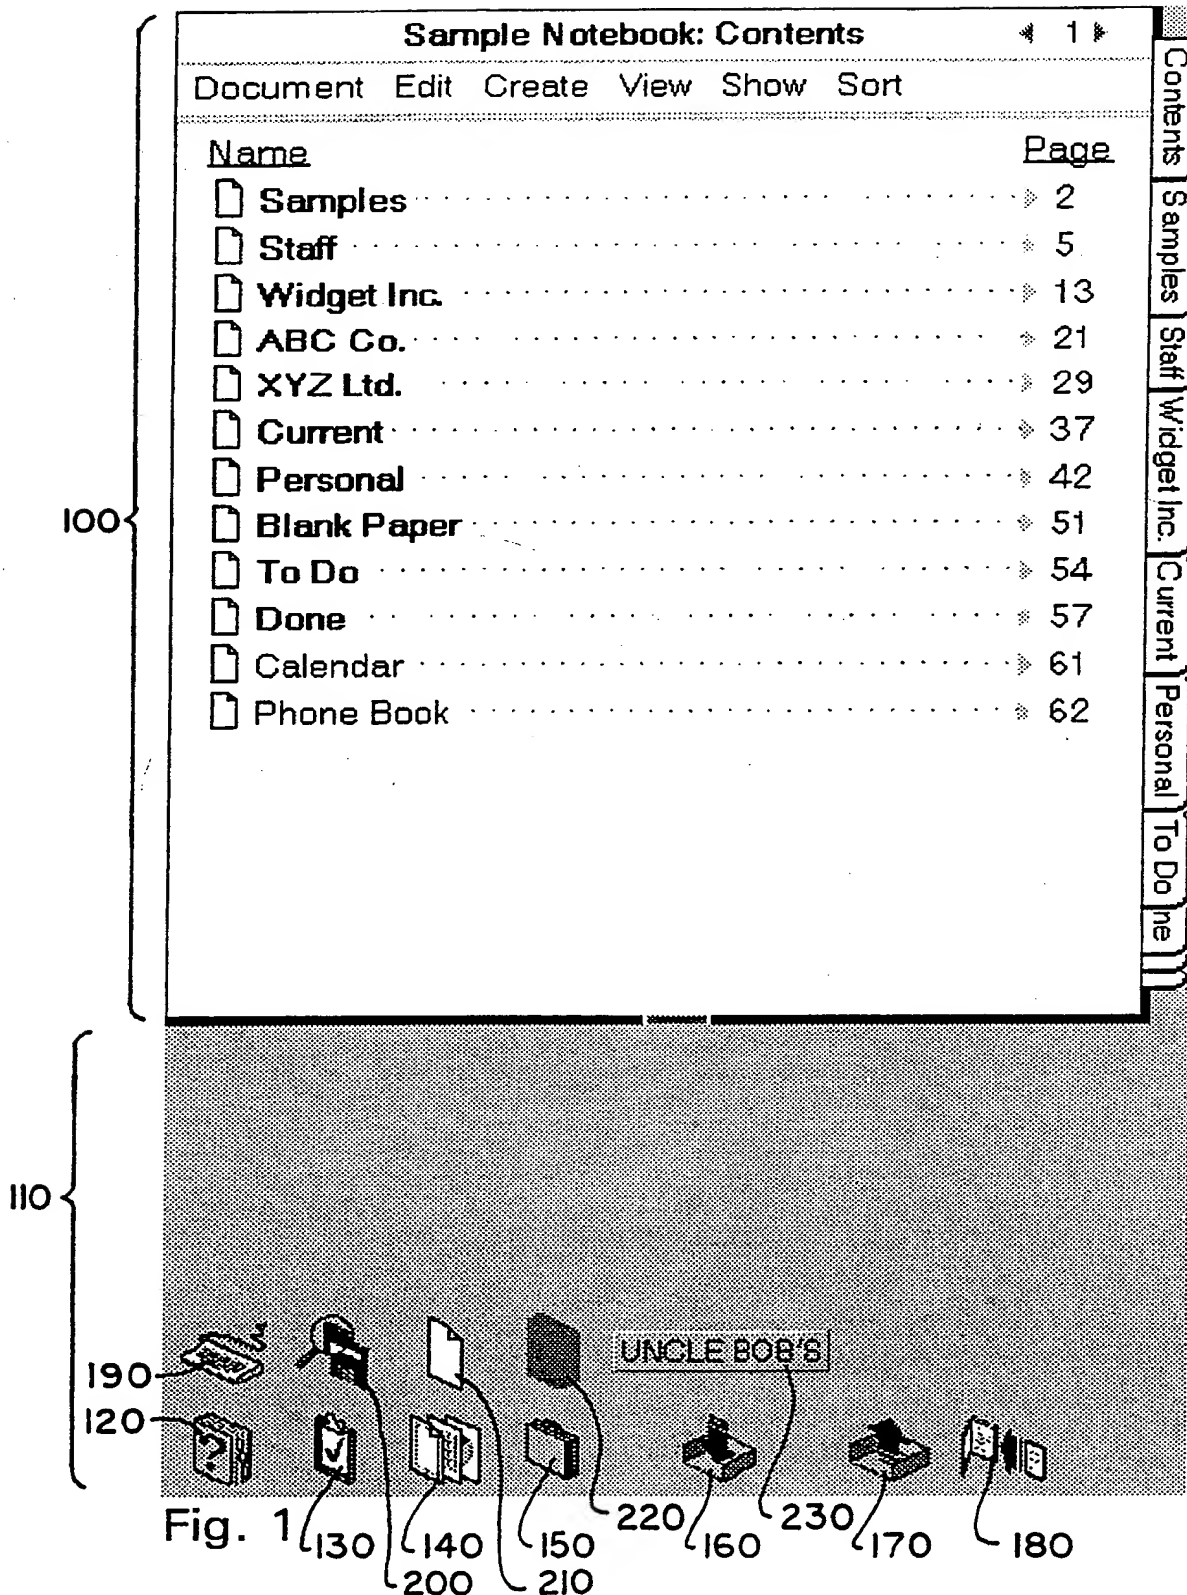 Sample Notebook: Contents 1
Document Edit Create View Show Sort
Name Page
Samples 2
Staff 5
Widget Inc. 13
ABC Co. 21
XYZ Ltd. 29
Current 37
Personal 42
Blank Paper 51
To Do 54
Done 57
Calendar 61
Phone Book 62
Contents
Samples
Staff
Widget Inc.
Current
Personal
To Do
ne
100
110
UNCLE BOB'S
190
120
Fig. 1
130
140
150
220
160
230
170
180
200
210